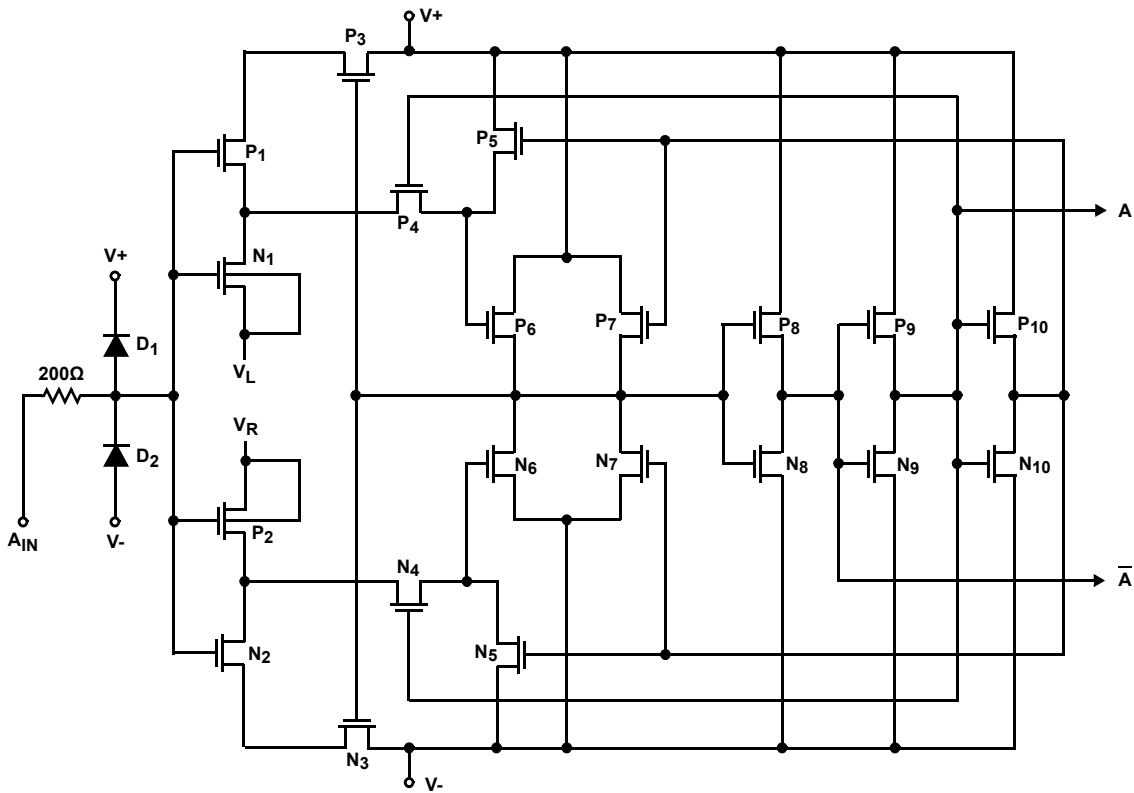 V+
P3
P1
P5
P4
A
N1
V+
P6
P7
P8
P9
P10
D1
VL
200Ω
VR
D2
N6
N7
N8
N9
N10
AIN
V-
P2
N4
A̅
N2
N5
N3
V-